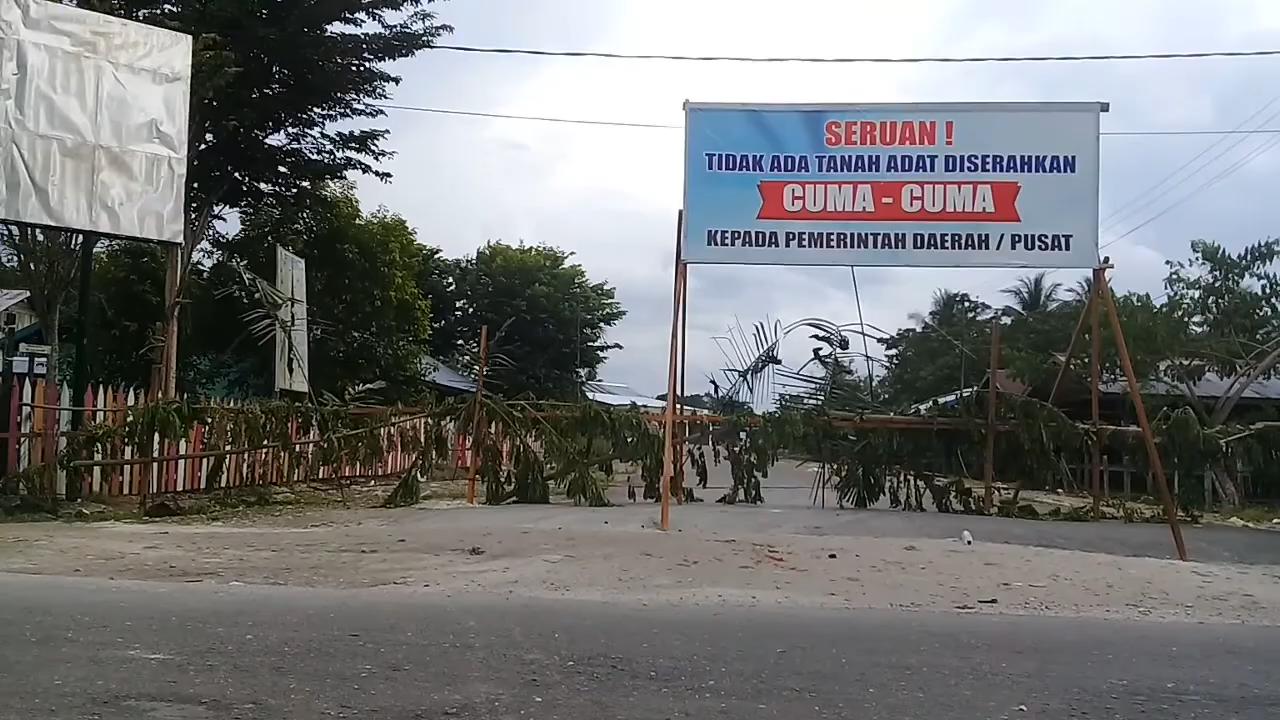 SERUAN !
TIDAK ADA TANAH ADAT DISERAHKAN
CUMA - CUMA
KEPADA PEMERINTAH DAERAH / PUSAT